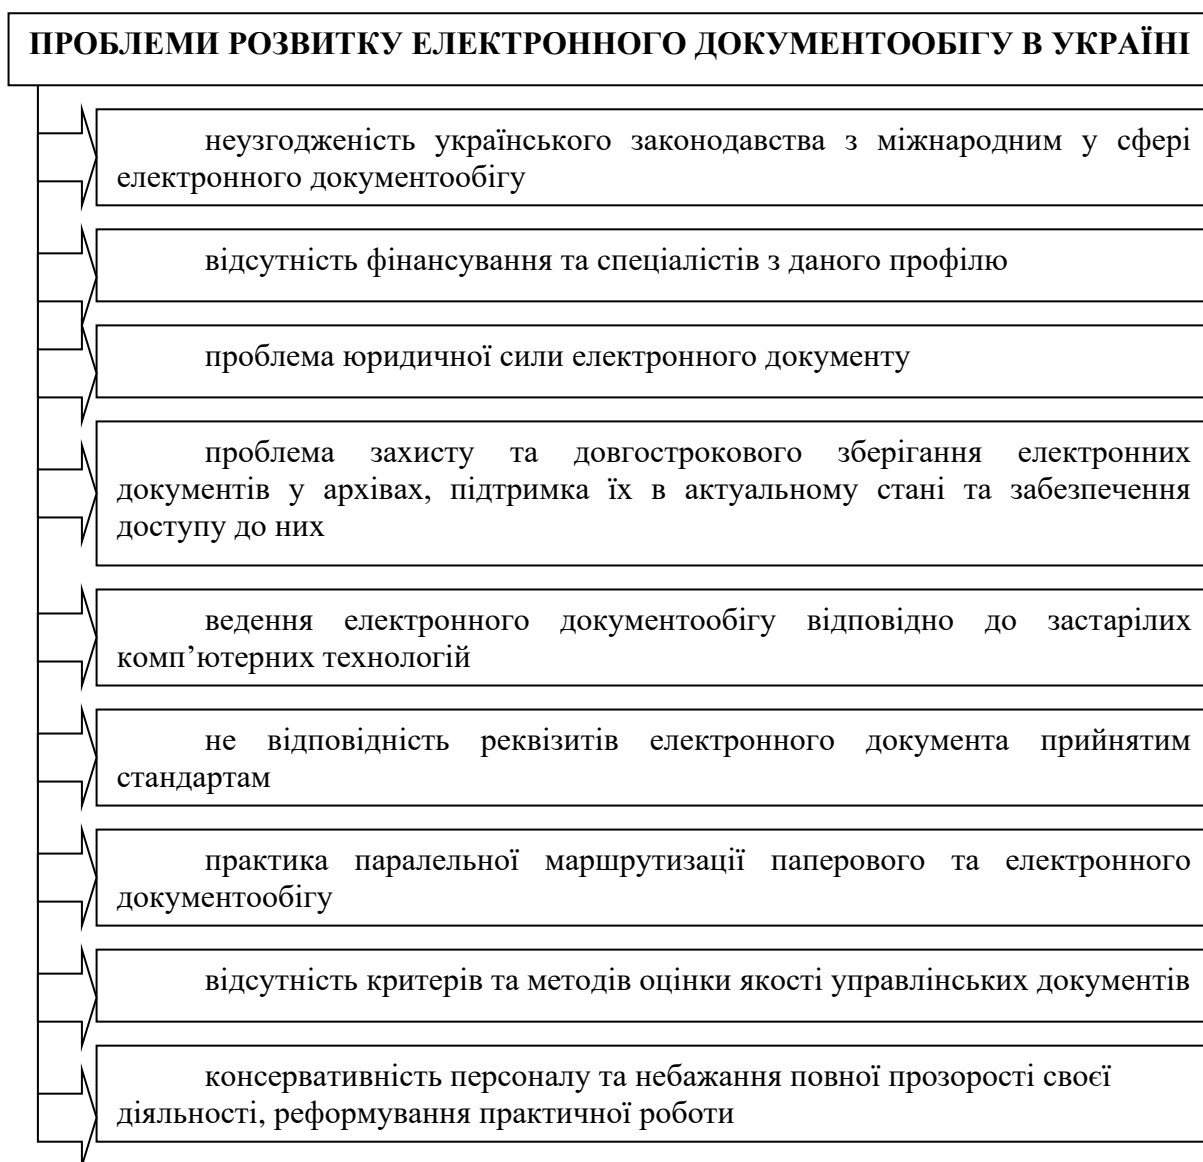 ПРОБЛЕМИ РОЗВИТКУ ЕЛЕКТРОННОГО ДОКУМЕНТООБІГУ В УКРАЇНІ
неузгодженість українського законодавства з міжнародним у сфері
електронного документообігу
відсутність фінансування та спеціалістів з даного профілю
проблема юридичної сили електронного документу
проблема захисту та довгострокового зберігання електронних
документів у архівах, підтримка їх в актуальному стані та забезпечення
доступу до них
ведення електронного документообігу відповідно до застарілих
комп’ютерних технологій
не відповідність реквізитів електронного документа прийнятим
стандартам
практика паралельної маршрутизації паперового та електронного
документообігу
відсутність критерів та методів оцінки якості управлінських документів
консервативність персоналу та небажання повної прозорості своєї
діяльності, реформування практичної роботи